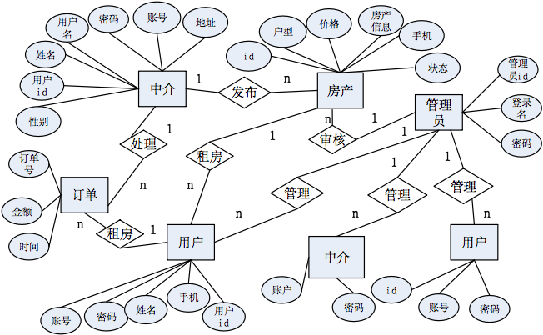 用户
名
密码
账号
地址
姓名
用户
id
性别
中介
1
发布
n
户型
价格
房产
信息
手机
id
状态
房产
管理
员id
登录
名
密码
管理
员
n
审核
1
1
处理
n
1
租房
n
订单
号
金额
时间
订单
n
租房
1
用户
1
管理
n
1
管理
n
1
管理
n
中介
账户
密码
用户
id
账号
密码
账号
密码
姓名
手机
用户
id